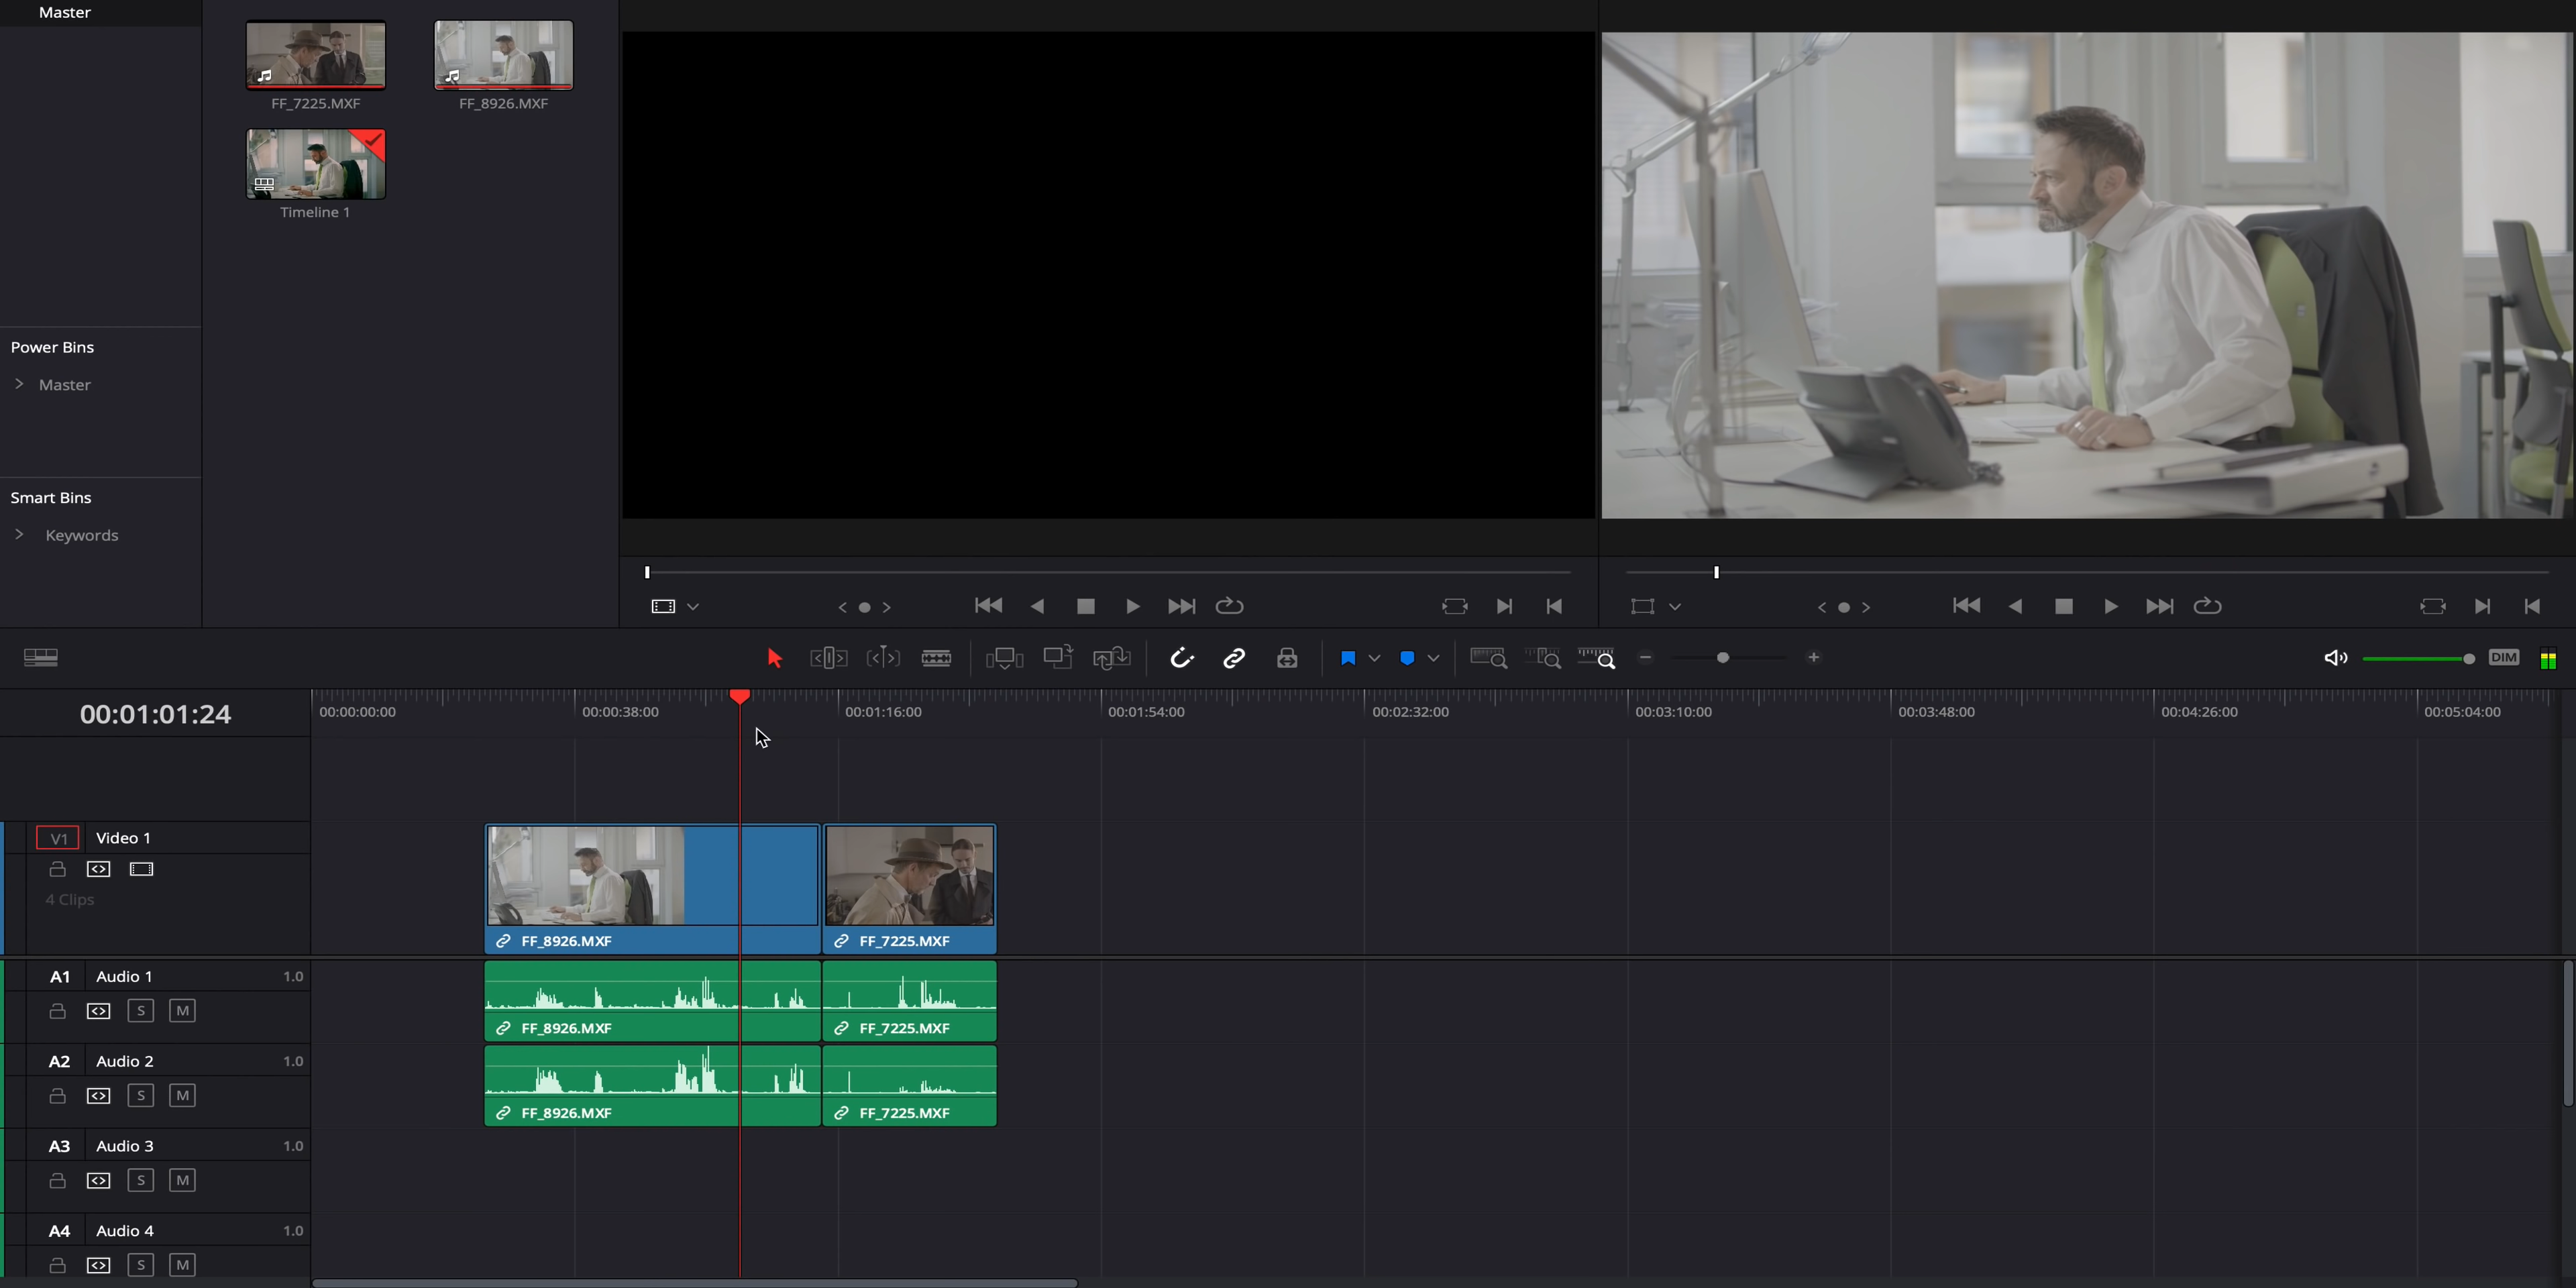 Master
FF_7225.MXF
FF_8926.MXF
Timeline 1
Power Bins
Master
Smart Bins
Keywords
DIM
00:01:01:24
00:00:00:00
00:00:38:00
00:01:16:00
00:01:54:00
00:02:32:00
00:03:10:00
00:03:48:00
00:04:26:00
00:05:04:00
V1 Video 1
4 Clips
FF_8926.MXF
FF_7225.MXF
A1 Audio 1 1.0
S M
FF_8926.MXF
FF_7225.MXF
A2 Audio 2 1.0
S M
FF_8926.MXF
FF_7225.MXF
A3 Audio 3 1.0
S M
A4 Audio 4 1.0
S M